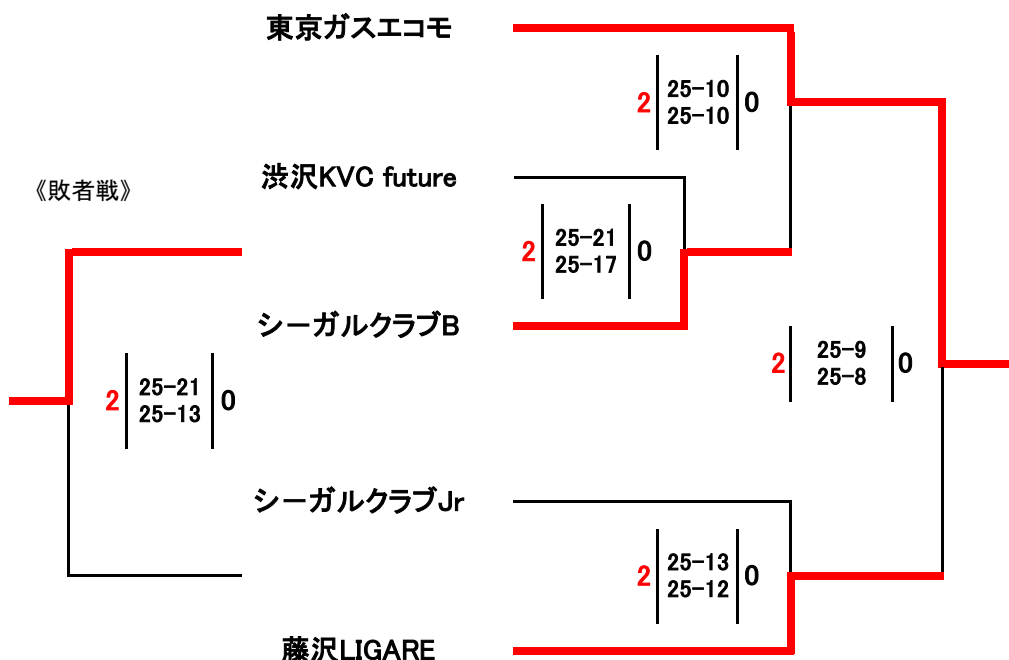 東京ガスエコモ
2 25-10 0
25-10
渋沢KVC future
《敗者戦》
2 25-21 0
25-17
シーガルクラブB
2 25-9 0
25-8
2 25-21 0
25-13
シーガルクラブJr
2 25-13 0
25-12
藤沢LIGARE